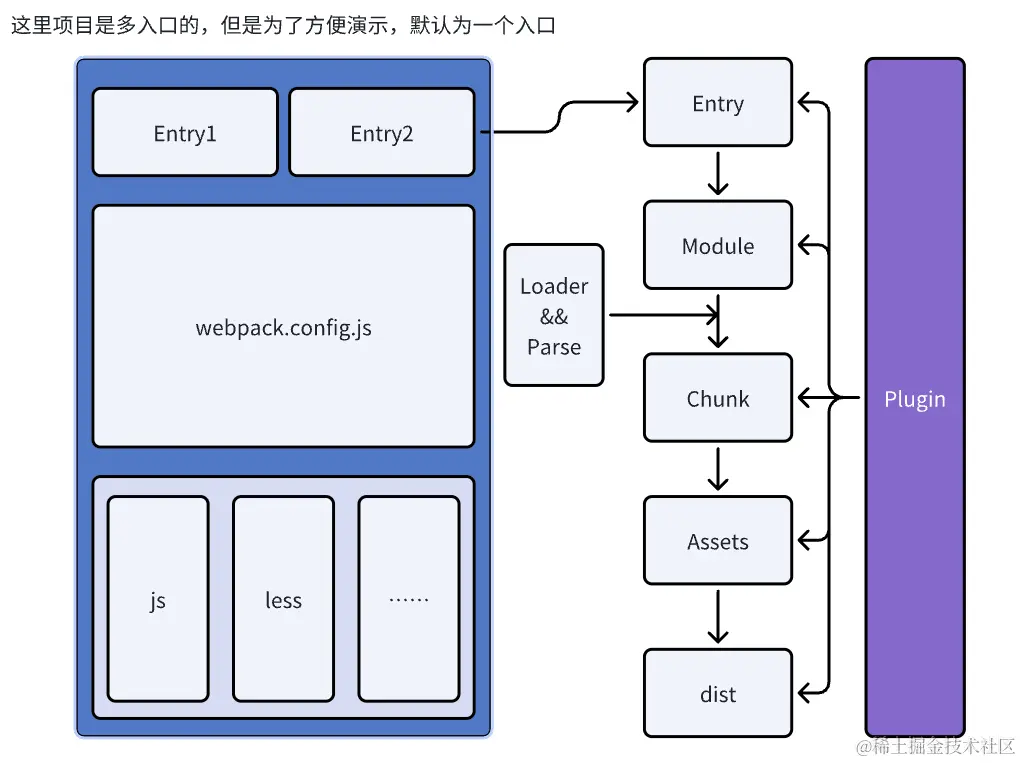 这里项目是多入口的，但是为了方便演示，默认为一个入口
Entry1
Entry2
webpack.config.js
js
less
······
Loader
&&
Parse
Entry
Module
Chunk
Assets
dist
Plugin
@稀土掘金技术社区